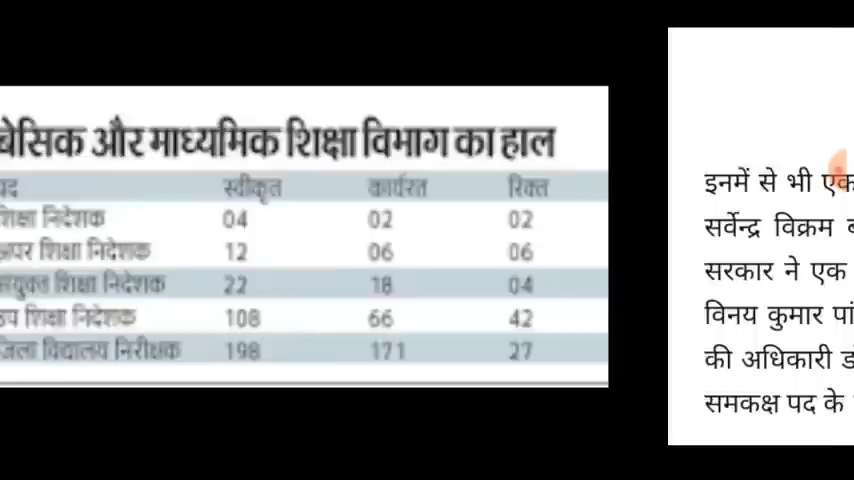 बेसिक और माध्यमिक शिक्षा विभाग का हाल
पद स्वीकृत कार्यरत रिक्त
शिक्षा निदेशक 04 02 02
अपर शिक्षा निदेशक 12 06 06
संयुक्त शिक्षा निदेशक 22 18 04
उप शिक्षा निदेशक 108 66 42
जिला विद्यालय निरीक्षक 198 171 27
इनमें से भी एक
सर्वेन्द्र विक्रम
सरकार ने एक
विनय कुमार पां
की अधिकारी डॉ
समकक्ष पद के